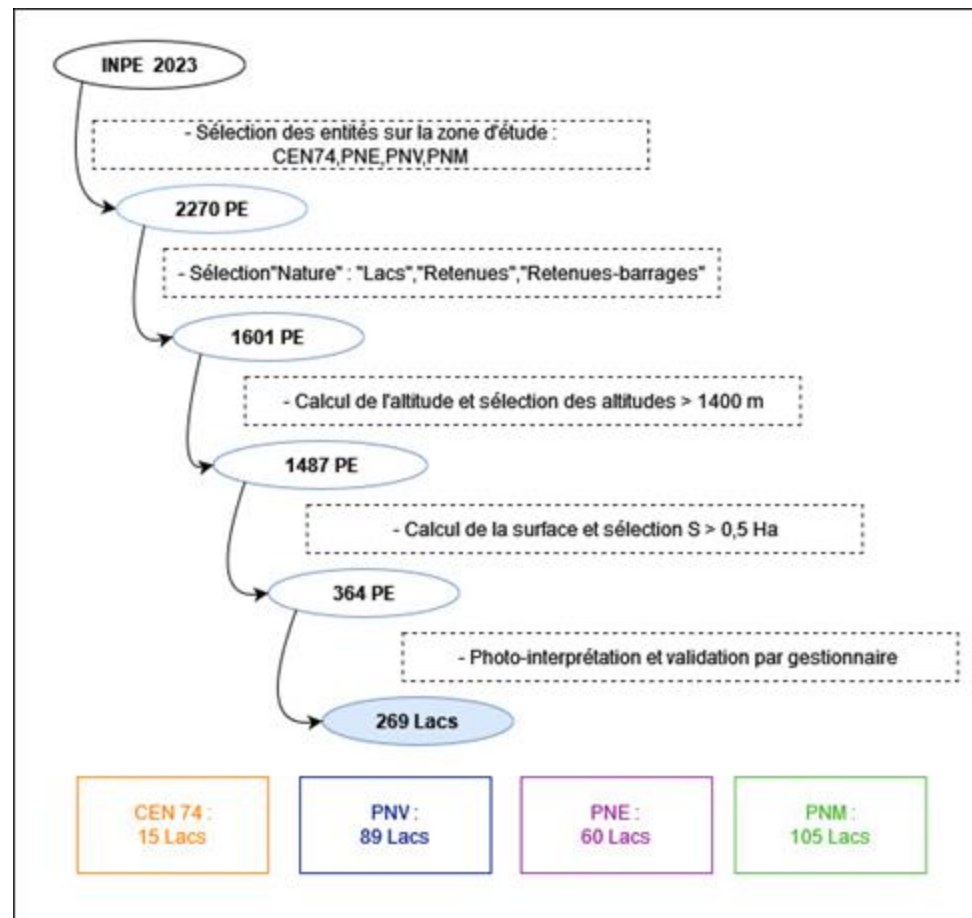 INPE 2023
- Sélection des entités sur la zone d'étude :
CEN74,PNE,PNV,PNM
2270 PE
- Sélection"Nature" : "Lacs","Retenues","Retenues-barrages"
1601 PE
- Calcul de l'altitude et sélection des altitudes > 1400 m
1487 PE
- Calcul de la surface et sélection S > 0,5 Ha
364 PE
- Photo-interprétation et validation par gestionnaire
269 Lacs
CEN 74 :
15 Lacs
PNV :
89 Lacs
PNE :
60 Lacs
PNM :
105 Lacs